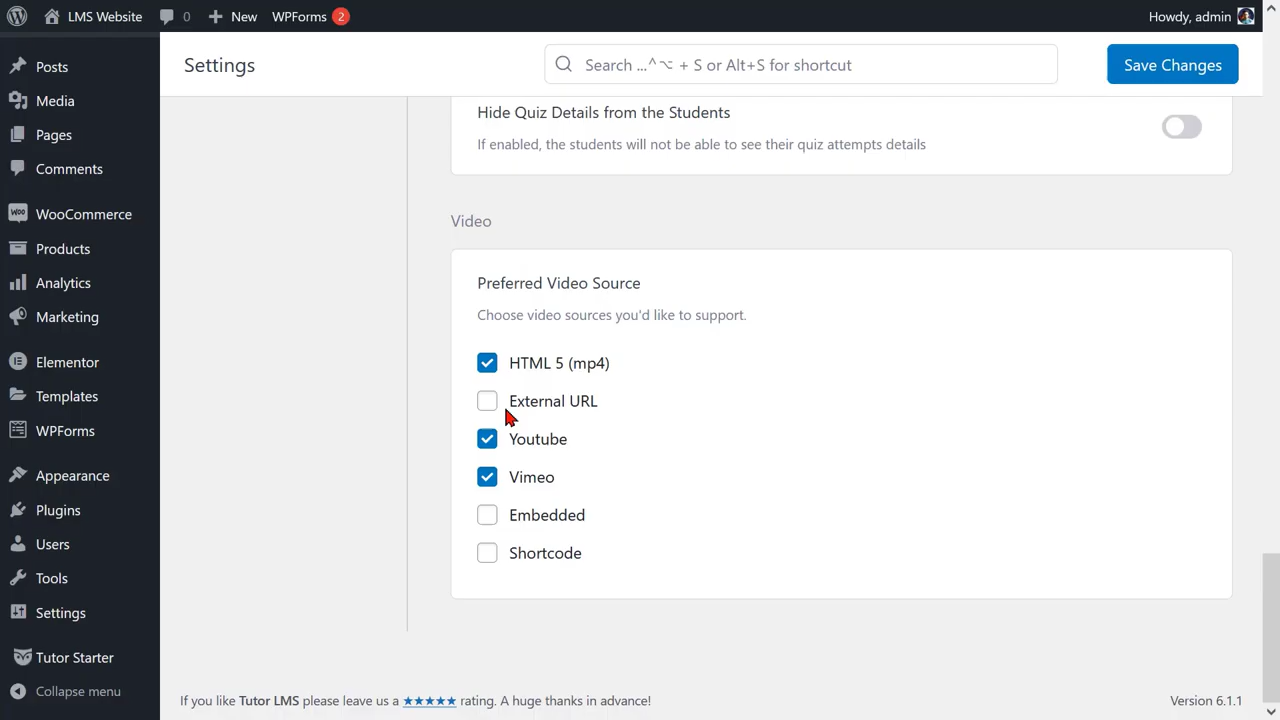 LMS Website
0
New
WPForms
2
Howdy, admin
Posts
Media
Pages
Comments
WooCommerce
Products
Analytics
Marketing
Elementor
Templates
WPForms
Appearance
Plugins
Users
Tools
Settings
Tutor Starter
Collapse menu
Settings
Search ...^⌥ + S or Alt+S for shortcut
Save Changes
Hide Quiz Details from the Students
If enabled, the students will not be able to see their quiz attempts details
Video
Preferred Video Source
Choose video sources you'd like to support.
HTML 5 (mp4)
External URL
Youtube
Vimeo
Embedded
Shortcode
If you like Tutor LMS please leave us a ★★★★★ rating. A huge thanks in advance!
Version 6.1.1